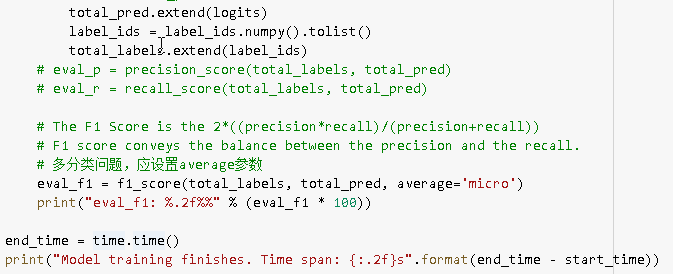 total_pred.extend(logits)
label_ids = label_ids.numpy().tolist()
total_labels.extend(label_ids)
# eval_p = precision_score(total_labels, total_pred)
# eval_r = recall_score(total_labels, total_pred)
# The F1 Score is the 2*((precision*recall)/(precision+recall))
# F1 score conveys the balance between the precision and the recall.
# 多分类问题，应设置average参数
eval_f1 = f1_score(total_labels, total_pred, average='micro')
print("eval_f1: %.2f%%" % (eval_f1 * 100))
end_time = time.time()
print("Model training finishes. Time span: {:.2f}s".format(end_time - start_time))